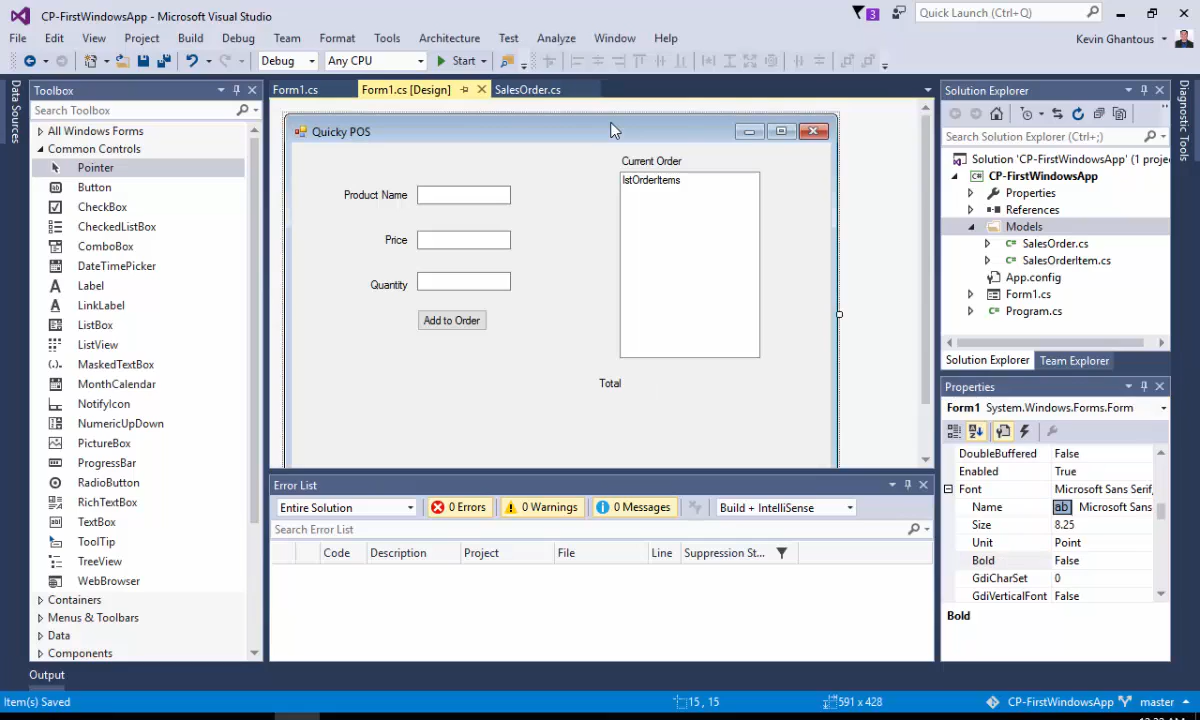 CP-FirstWindowsApp - Microsoft Visual Studio
3
Quick Launch (Ctrl+Q)
File Edit View Project Build Debug Team Format Tools Architecture Test Analyze Window Help
Kevin Ghantous
Debug Any CPU Start
Data Sources
Toolbox
Search Toolbox
All Windows Forms
Common Controls
Pointer
Button
CheckBox
CheckedListBox
ComboBox
DateTimePicker
Label
LinkLabel
ListBox
ListView
MaskedTextBox
MonthCalendar
NotifyIcon
NumericUpDown
PictureBox
ProgressBar
RadioButton
RichTextBox
TextBox
ToolTip
TreeView
WebBrowser
Containers
Menus & Toolbars
Data
Components
Form1.cs Form1.cs [Design] SalesOrder.cs
Quicky POS
Current Order
lstOrderItems
Product Name
Price
Quantity
Add to Order
Total
Error List
Entire Solution 0 Errors 0 Warnings 0 Messages Build + IntelliSense
Search Error List
Code Description Project File Line Suppression St...
Solution Explorer
Search Solution Explorer (Ctrl+;)
Solution 'CP-FirstWindowsApp' (1 projec
CP-FirstWindowsApp
Properties
References
Models
SalesOrder.cs
SalesOrderItem.cs
App.config
Form1.cs
Program.cs
Solution Explorer Team Explorer
Properties
Form1 System.Windows.Forms.Form
DoubleBuffered False
Enabled True
Font Microsoft Sans Serif,
Name ab Microsoft Sans
Size 8.25
Unit Point
Bold False
GdiCharSet 0
GdiVerticalFont False
Bold
Diagnostic Tools
Output
Item(s) Saved 15, 15 591 x 428 CP-FirstWindowsApp master